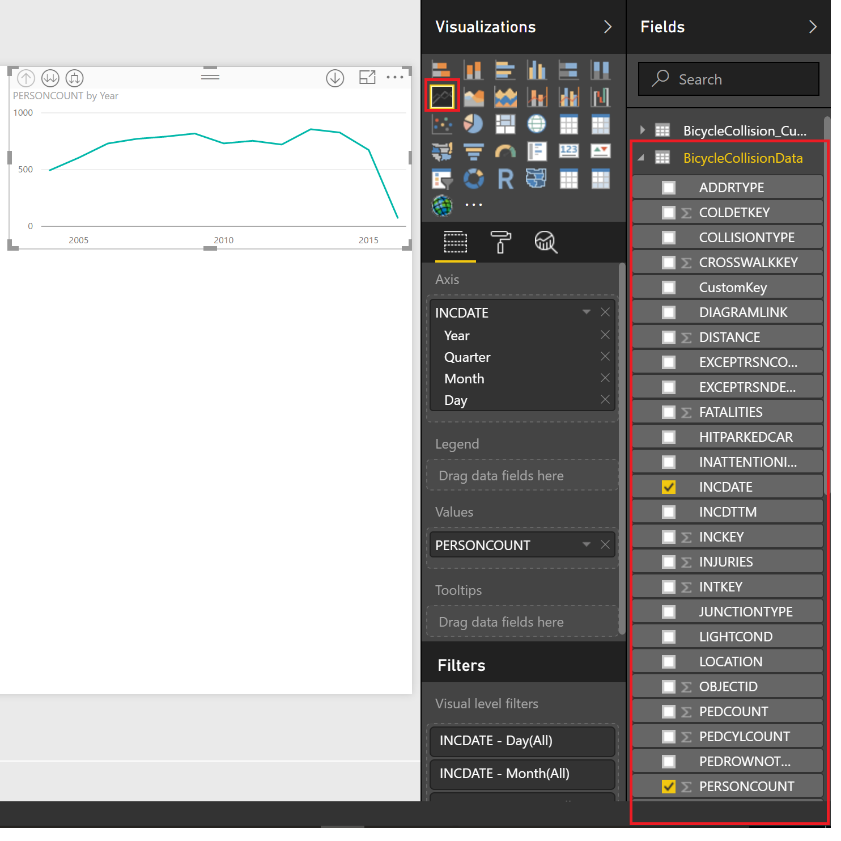 PERSONCOUNT by Year
1000
500
0
2005
2010
2015
Visualizations
R
123
Axis
INCDATE
Year
Quarter
Month
Day
Legend
Drag data fields here
Values
PERSONCOUNT
Tooltips
Drag data fields here
Filters
Visual level filters
INCDATE - Day(All)
INCDATE - Month(All)
Fields
Search
BicycleCollision_Cu...
BicycleCollisionData
ADDRTYPE
COLDETKEY
COLLISIONTYPE
CROSSWALKKEY
CustomKey
DIAGRAMLINK
DISTANCE
EXCEPTRSNCO...
EXCEPTRSNDE...
FATALITIES
HITPARKEDCAR
INATTENTIONI...
INCDATE
INCDTTM
INCKEY
INJURIES
INTKEY
JUNCTIONTYPE
LIGHTCOND
LOCATION
OBJECTID
PEDCOUNT
PEDCYLCOUNT
PEDROWNOT...
PERSONCOUNT